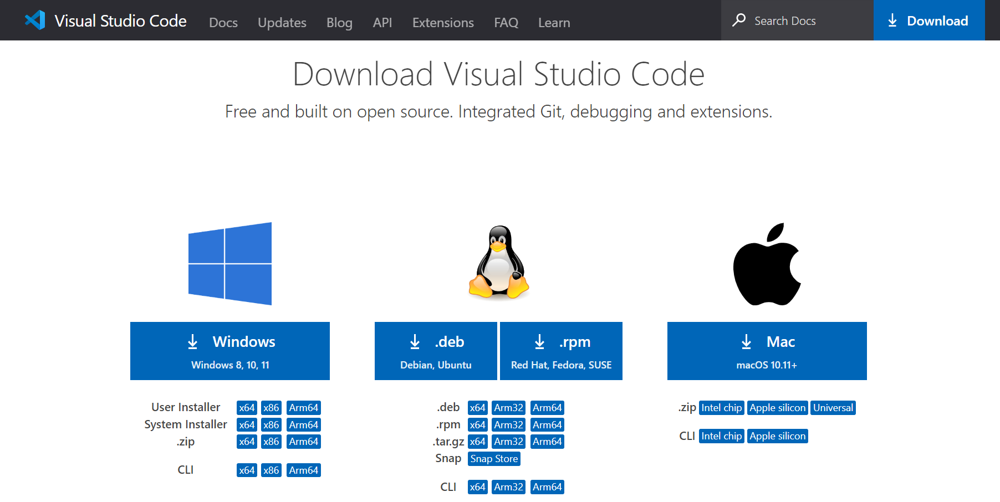 Visual Studio Code Docs Updates Blog API Extensions FAQ Learn Search Docs Download
Download Visual Studio Code
Free and built on open source. Integrated Git, debugging and extensions.
Windows
Windows 8, 10, 11
User Installer x64 x86 Arm64
System Installer x64 x86 Arm64
.zip x64 x86 Arm64
CLI x64 x86 Arm64
.deb
Debian, Ubuntu
.rpm
Red Hat, Fedora, SUSE
.deb x64 Arm32 Arm64
.rpm x64 Arm32 Arm64
.tar.gz x64 Arm32 Arm64
Snap Snap Store
CLI x64 Arm32 Arm64
Mac
macOS 10.11+
.zip Intel chip Apple silicon Universal
CLI Intel chip Apple silicon